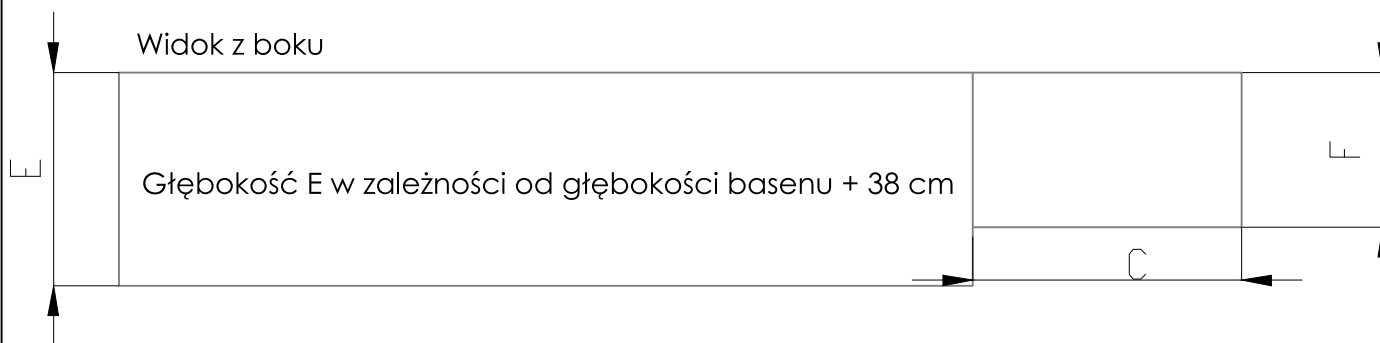 Widok z boku
E
F
Głębokość E w zależności od głębokości basenu + 38 cm
C